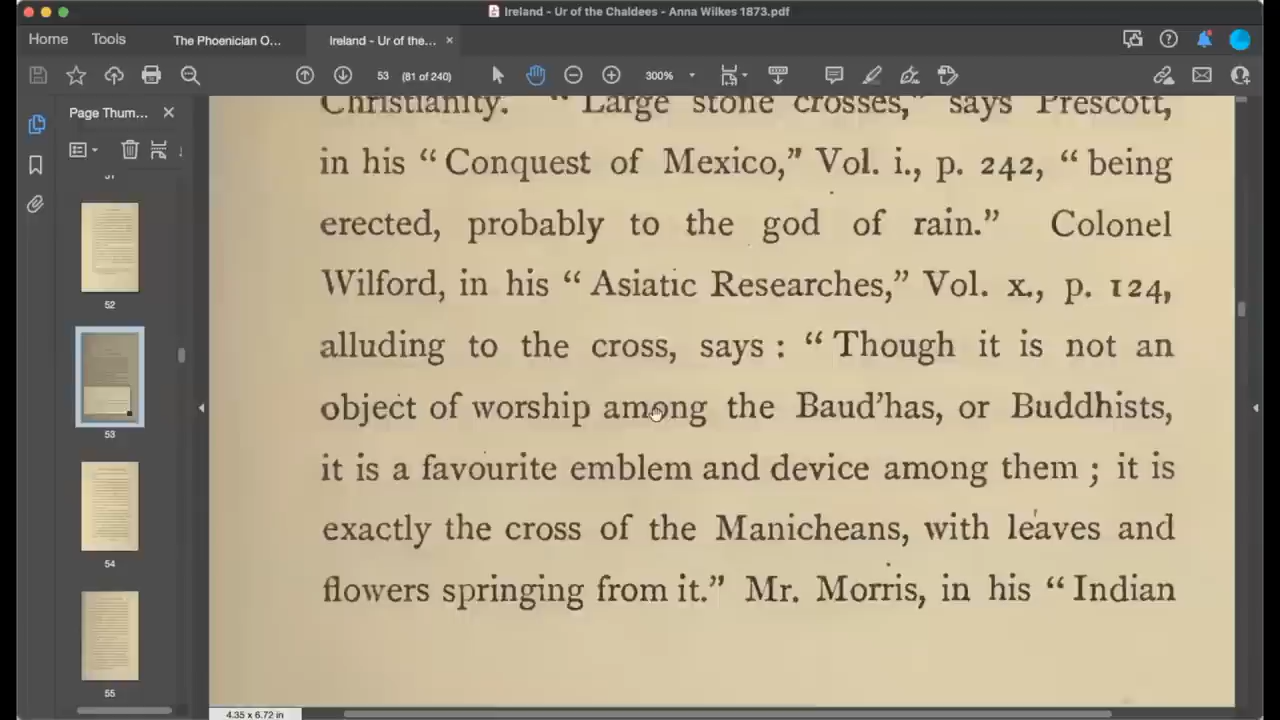 Ireland - Ur of the Chaldees - Anna Wilkes 1873.pdf
Home Tools The Phoenician O... Ireland - Ur of the...
53 (81 of 240) 300%
Page Thum...
52
53
54
55
Christianity. “ Large stone crosses,” says Prescott,
in his “ Conquest of Mexico,” Vol. i., p. 242, “ being
erected, probably to the god of rain.” Colonel
Wilford, in his “ Asiatic Researches,” Vol. x., p. 124,
alluding to the cross, says : “ Though it is not an
object of worship among the Baud’has, or Buddhists,
it is a favourite emblem and device among them ; it is
exactly the cross of the Manicheans, with leaves and
flowers springing from it.” Mr. Morris, in his “ Indian
4.35 x 6.72 in